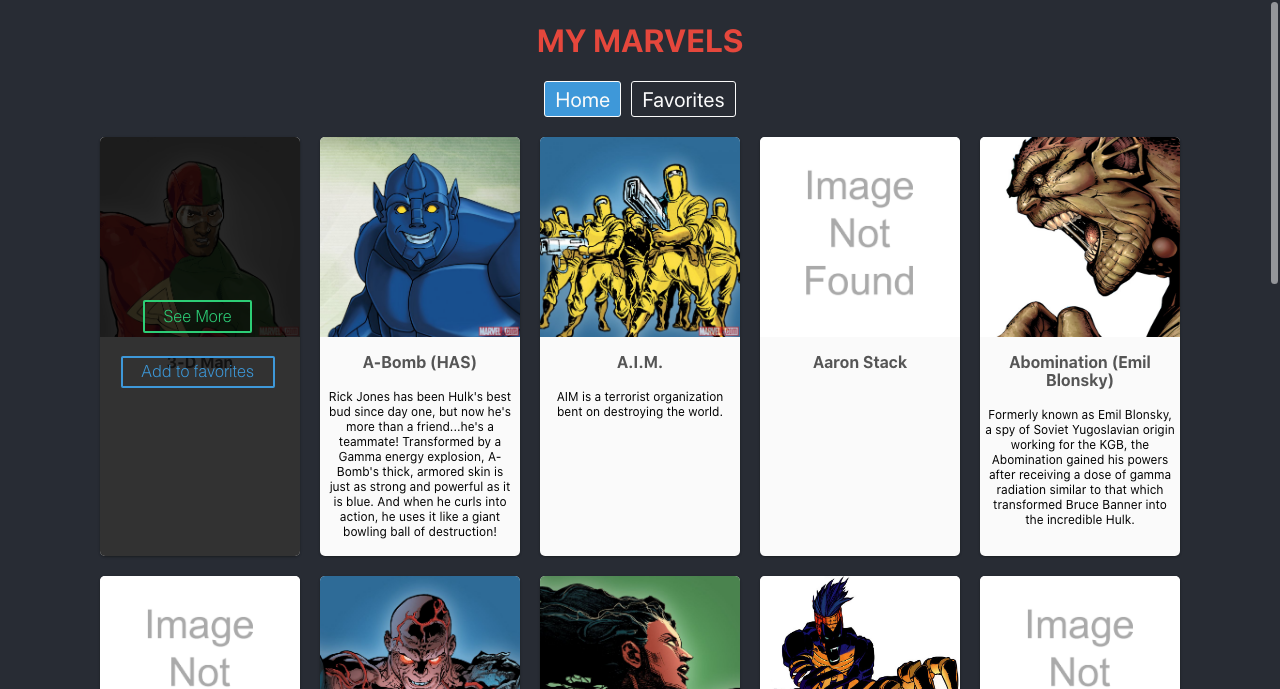 MY MARVELS
Home
Favorites
See More
3-D Man
Add to favorites
MARVEL
A-Bomb (HAS)
Rick Jones has been Hulk's best
bud since day one, but now he's
more than a friend...he's a
teammate! Transformed by a
Gamma energy explosion, A-
Bomb's thick, armored skin is
just as strong and powerful as it
is blue. And when he curls into
action, he uses it like a giant
bowling ball of destruction!
MARVEL
A.I.M.
AIM is a terrorist organization
bent on destroying the world.
Image
Not
Found
Aaron Stack
Abomination (Emil
Blonsky)
Formerly known as Emil Blonsky,
a spy of Soviet Yugoslavian origin
working for the KGB, the
Abomination gained his powers
after receiving a dose of gamma
radiation similar to that which
transformed Bruce Banner into
the incredible Hulk.
Image
Not
Image
Not